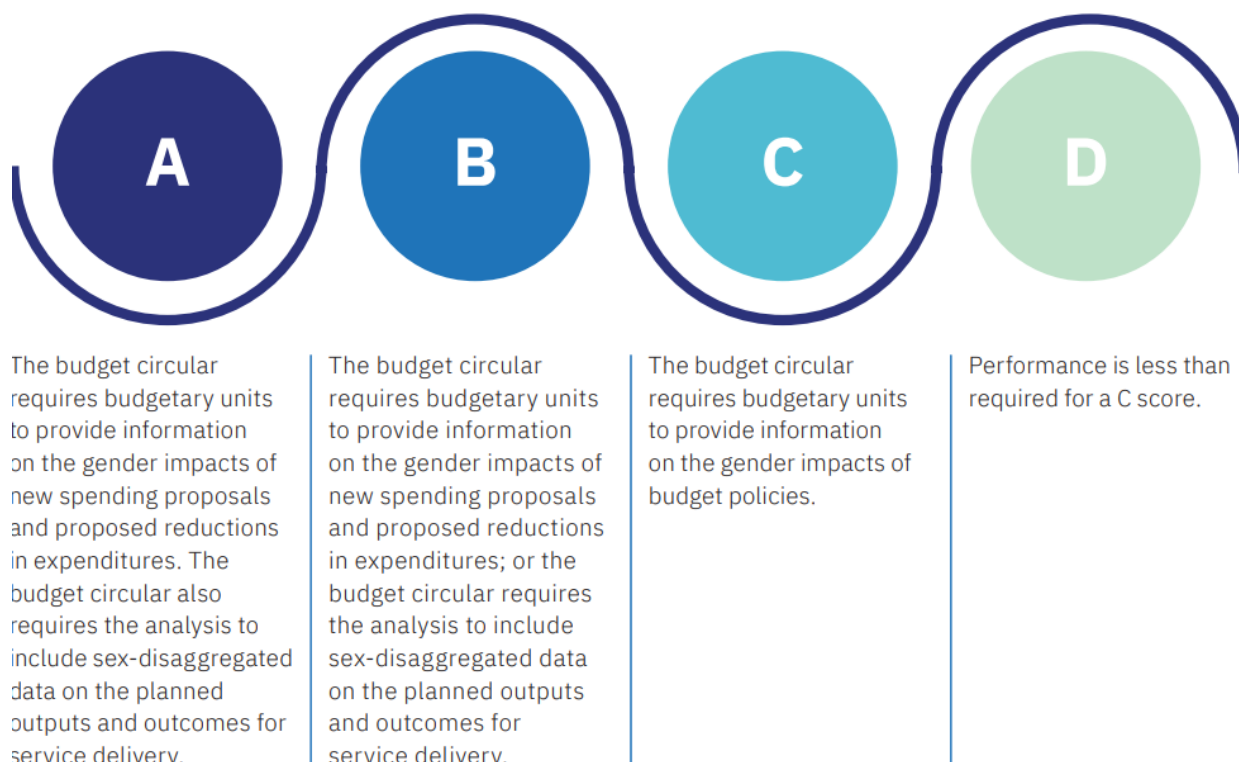 A
B
C
D
The budget circular
requires budgetary units
to provide information
on the gender impacts of
new spending proposals
and proposed reductions
in expenditures. The
budget circular also
requires the analysis to
include sex-disaggregated
data on the planned
outputs and outcomes for
service delivery.
The budget circular
requires budgetary units
to provide information
on the gender impacts of
new spending proposals
and proposed reductions
in expenditures; or the
budget circular requires
the analysis to include
sex-disaggregated data
on the planned outputs
and outcomes for
service delivery.
The budget circular
requires budgetary units
to provide information
on the gender impacts of
budget policies.
Performance is less than
required for a C score.